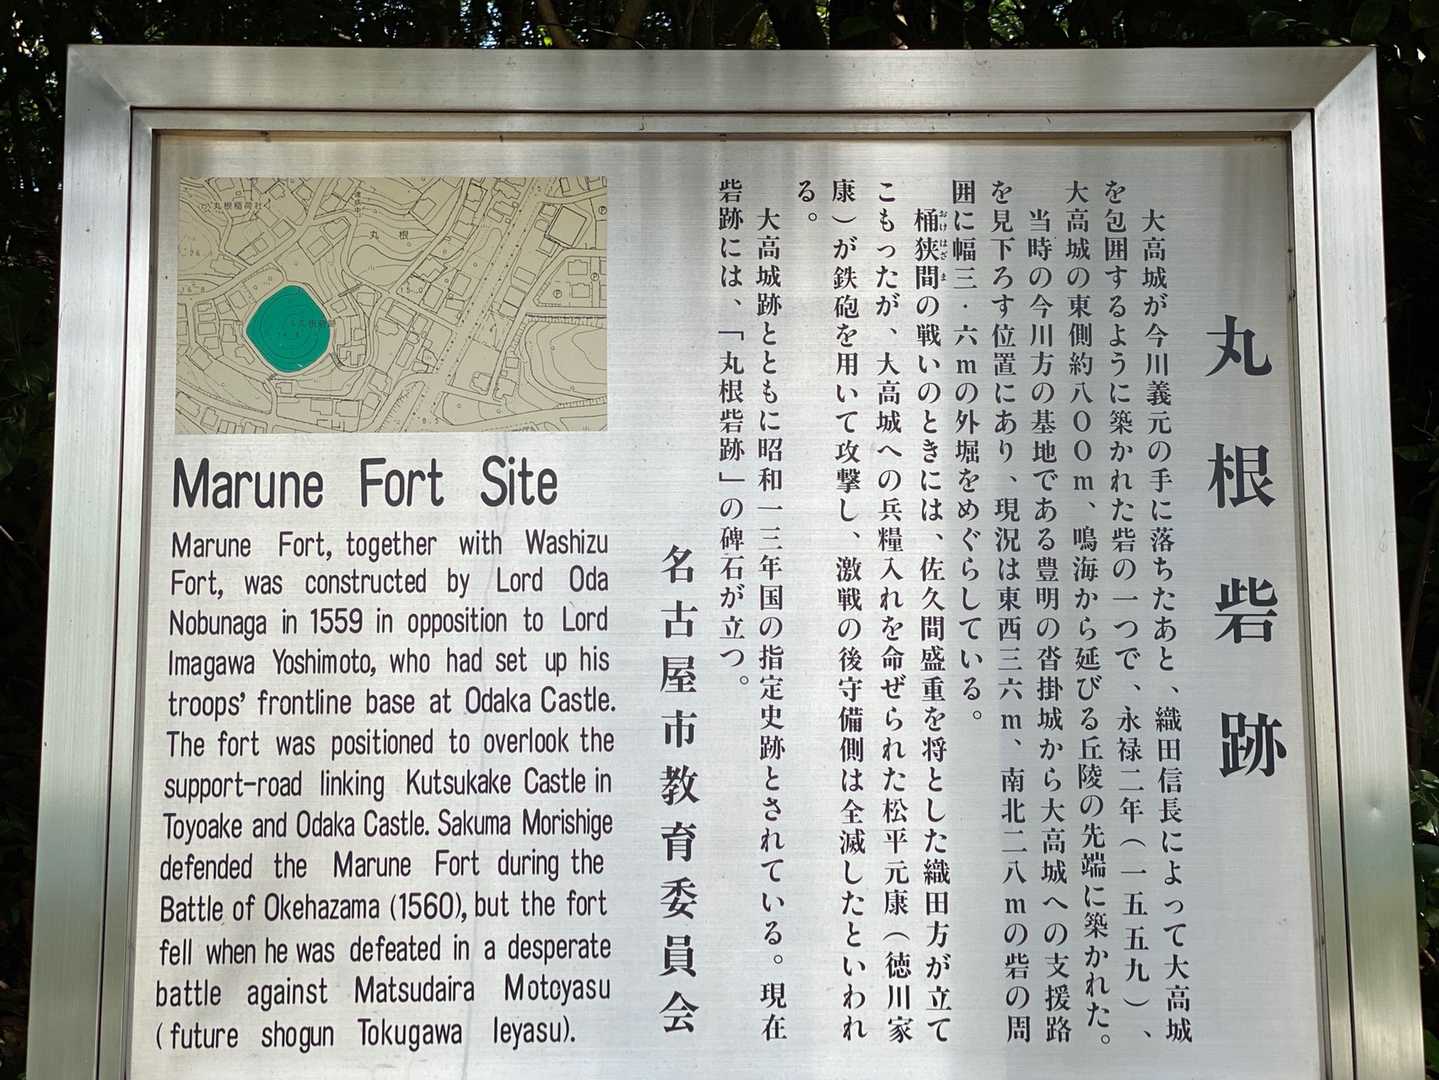 丸根砦跡
大高城が今川義元の手に落ちたあと、織田信長によって大高城
を包囲するように築かれた砦の一つで、永禄二年(一五五九)、
大高城の東側約八〇〇m、鳴海から延びる丘陵の先端に築かれた。
当時の今川方の基地である豊明の沓掛城から大高城への支援路
を見下ろす位置にあり、現況は東西三六m、南北二八mの砦の周
囲に幅三・六mの外堀をめぐらしている。
桶狭間の戦いのときには、佐久間盛重を将とした織田方が立て
おけはざま
こもったが、大高城への兵糧入れを命ぜられた松平元康(徳川家
康)が鉄砲を用いて攻撃し、激戦の後守備側は全滅したといわれ
る。
大高城跡とともに昭和一三年国の指定史跡とされている。現在
砦跡には、「丸根砦跡」の碑石が立つ。
名古屋市教育委員会
丸根
Marune Fort Site
Marune Fort, together with Washizu
Fort, was constructed by Lord Oda
Nobunaga in 1559 in opposition to Lord
Imagawa Yoshimoto, who had set up his
troops' frontline base at Odaka Castle.
The fort was positioned to overlook the
support-road linking Kutsukake Castle in
Toyoake and Odaka Castle. Sakuma Morishige
defended the Marune Fort during the
Battle of Okehazama (1560), but the fort
fell when he was defeated in a desperate
battle against Matsudaira Motoyasu
(future shogun Tokugawa Ieyasu).